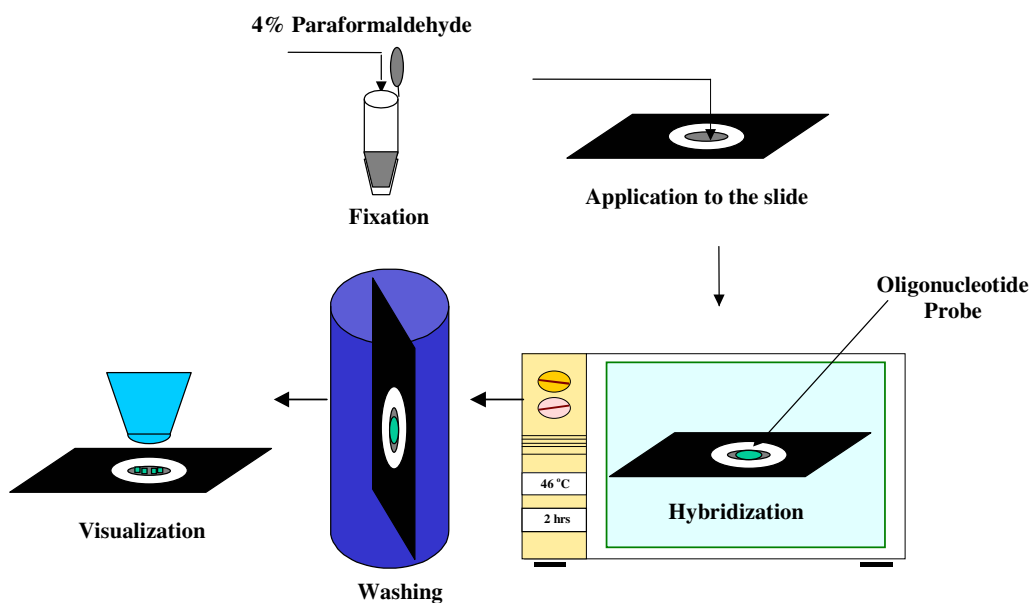 4% Paraformaldehyde
Fixation
Application to the slide
Oligonucleotide
Probe
46 °C
2 hrs
Hybridization
Washing
Visualization